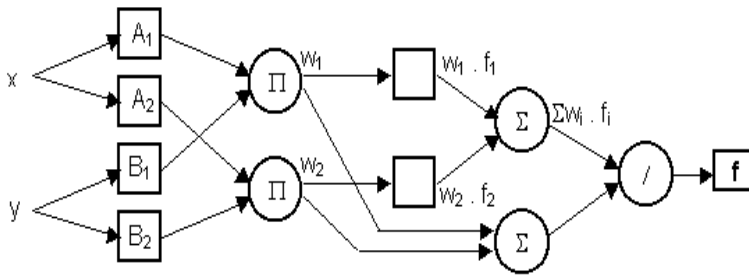 x
y
A₁
A₂
B₁
B₂
Π
Π
w₁
w₂
w₁ . f₁
w₂ . f₂
Σ
Σ
Σwᵢ . fᵢ
/
f